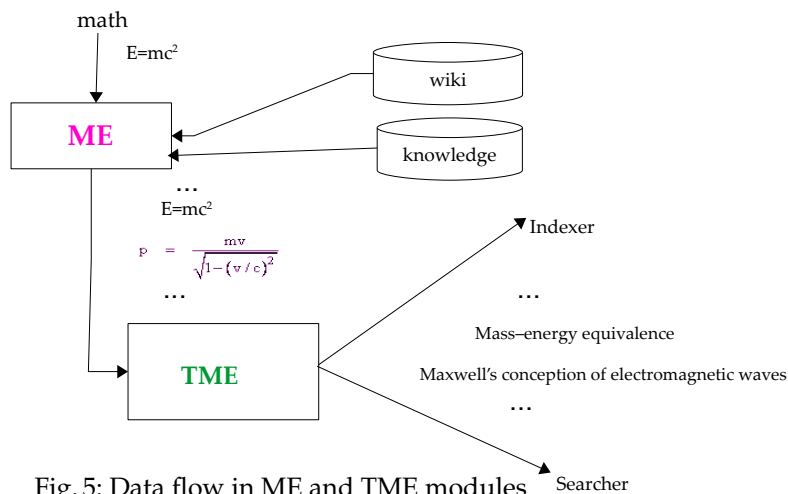 math
E=mc²
wiki
ME
knowledge
...
E=mc²
p = mv / √1−(v/c)²
...
Indexer
...
Mass–energy equivalence
TME
Maxwell's conception of electromagnetic waves
...
Searcher
Fig. 5: Data flow in ME and TME modules